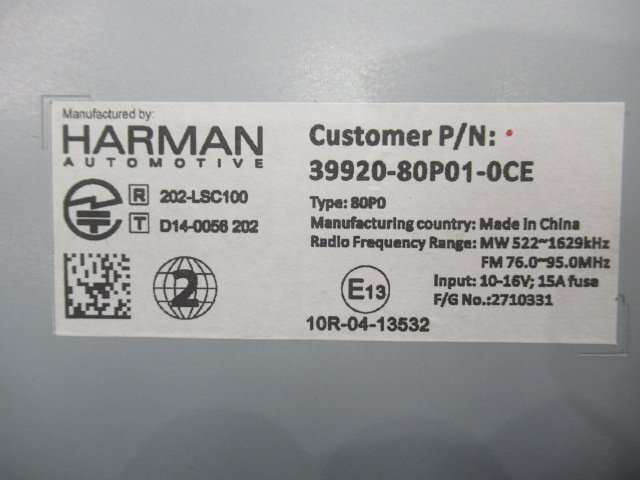 Manufactured by:
HARMAN
AUTOMOTIVE
R 202-LSC100
T D14-0056 202
2
Customer P/N:
39920-80P01-0CE
Type: 80P0
Manufacturing country: Made in China
Radio Frequency Range: MW 522~1629kHz
FM 76.0~95.0MHz
Input: 10-16V; 15A fuse
F/G No.:2710331
E13
10R-04-13532